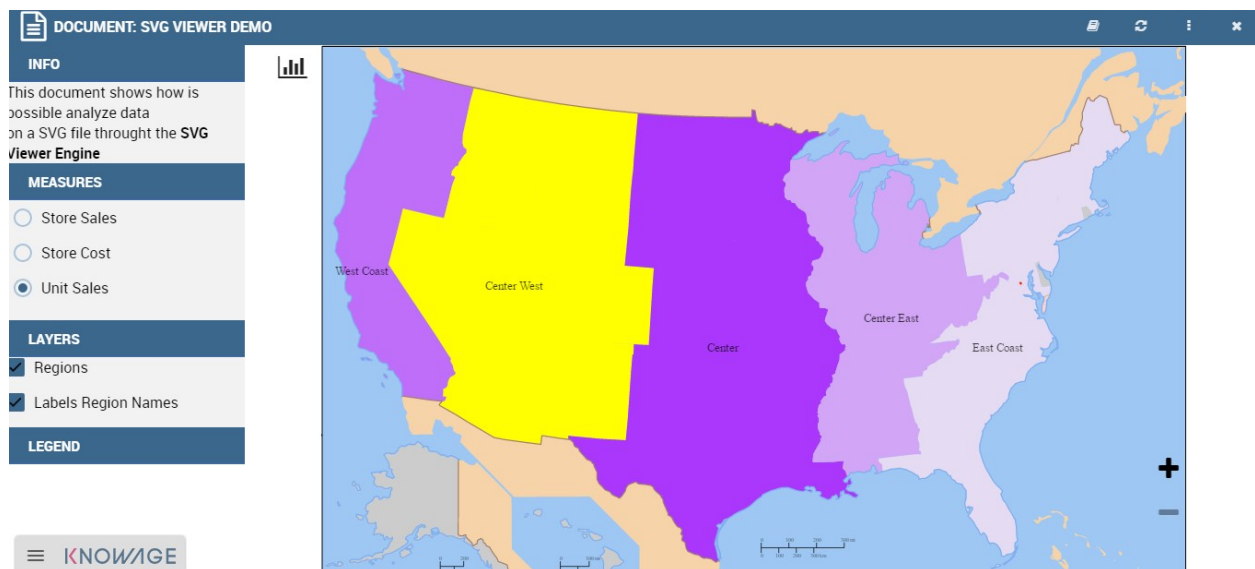 DOCUMENT: SVG VIEWER DEMO
INFO
This document shows how is
possible analyze data
on a SVG file throught the SVG
Viewer Engine
MEASURES
Store Sales
Store Cost
Unit Sales
LAYERS
Regions
Labels Region Names
LEGEND
KNOWAGE
West Coast
Center West
Center
Center East
East Coast